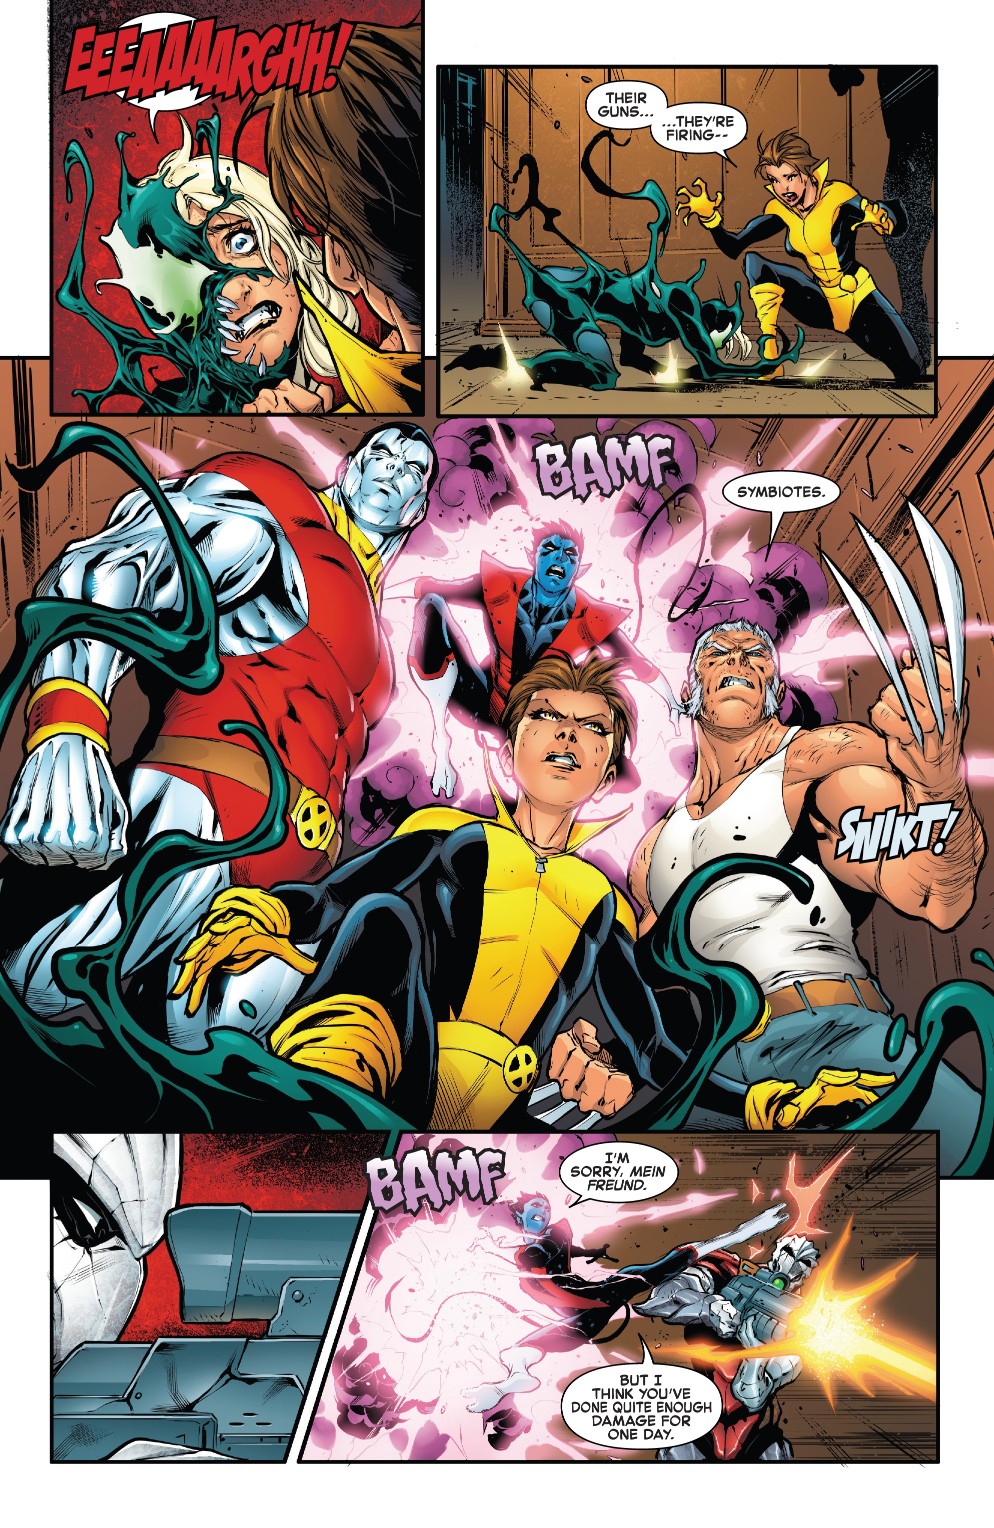 EEEAAAARGHH!
THEIR
GUNS...
...THEY'RE
FIRING--
BAMF
SYMBIOTES.
SNIKT!
BAMF
I'M
SORRY, MEIN
FREUND.
BUT I
THINK YOU'VE
DONE QUITE ENOUGH
DAMAGE FOR
ONE DAY.